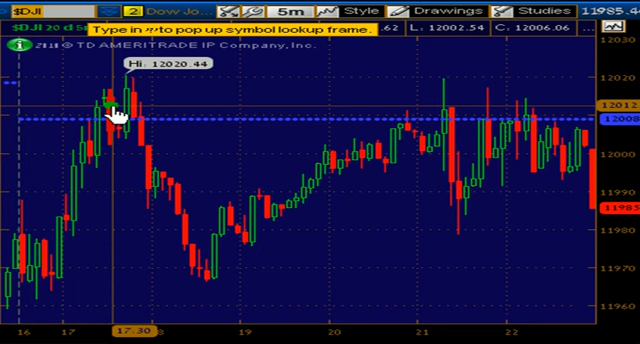 $DJI 2 Dow Jo 5m Style Drawings Studies 11985.4
$DJI 20 d 5 Type in to pop up symbol lookup frame. .62 L: 12002.54 C: 12006.06 ...
© TD AMERITRADE IP Company, Inc.
Hi: 12020.44
12030
12020
12012
12008
12000
11990
11985
11980
11970
11960
16 17 17.30 18 19 20 21 22